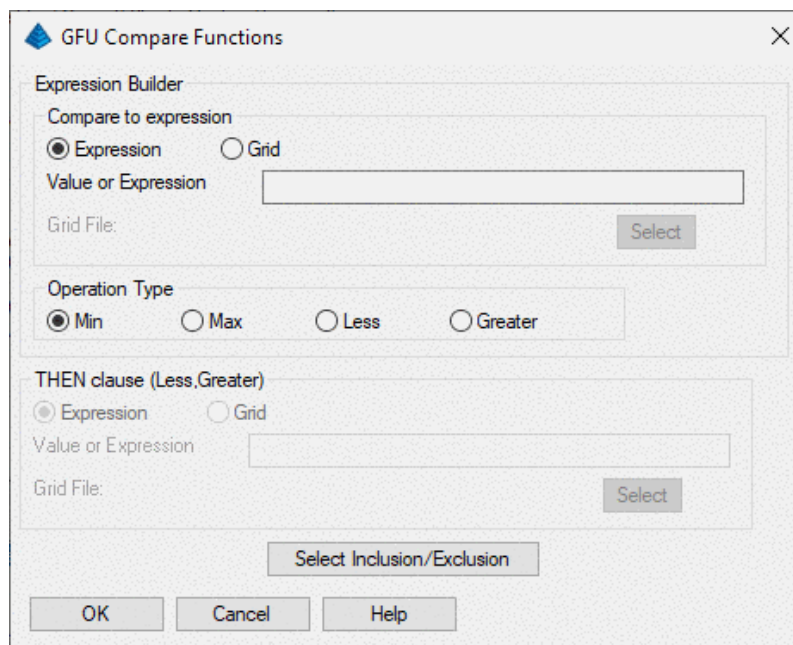 GFU Compare Functions
Expression Builder
Compare to expression
Expression Grid
Value or Expression
Grid File: Select
Operation Type
Min Max Less Greater
THEN clause (Less,Greater)
Expression Grid
Value or Expression
Grid File: Select
Select Inclusion/Exclusion
OK Cancel Help